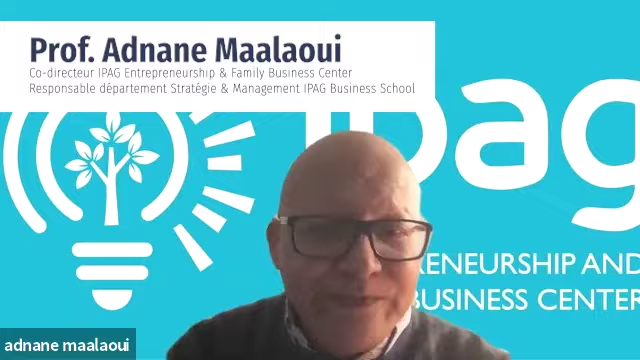 Prof. Adnane Maalaoui
Co-directeur IPAG Entrepreneurship & Family Business Center
Responsable département Stratégie & Management IPAG Business School
ipag
RENEURSHIP AND
BUSINESS CENTER
adnane maalaoui